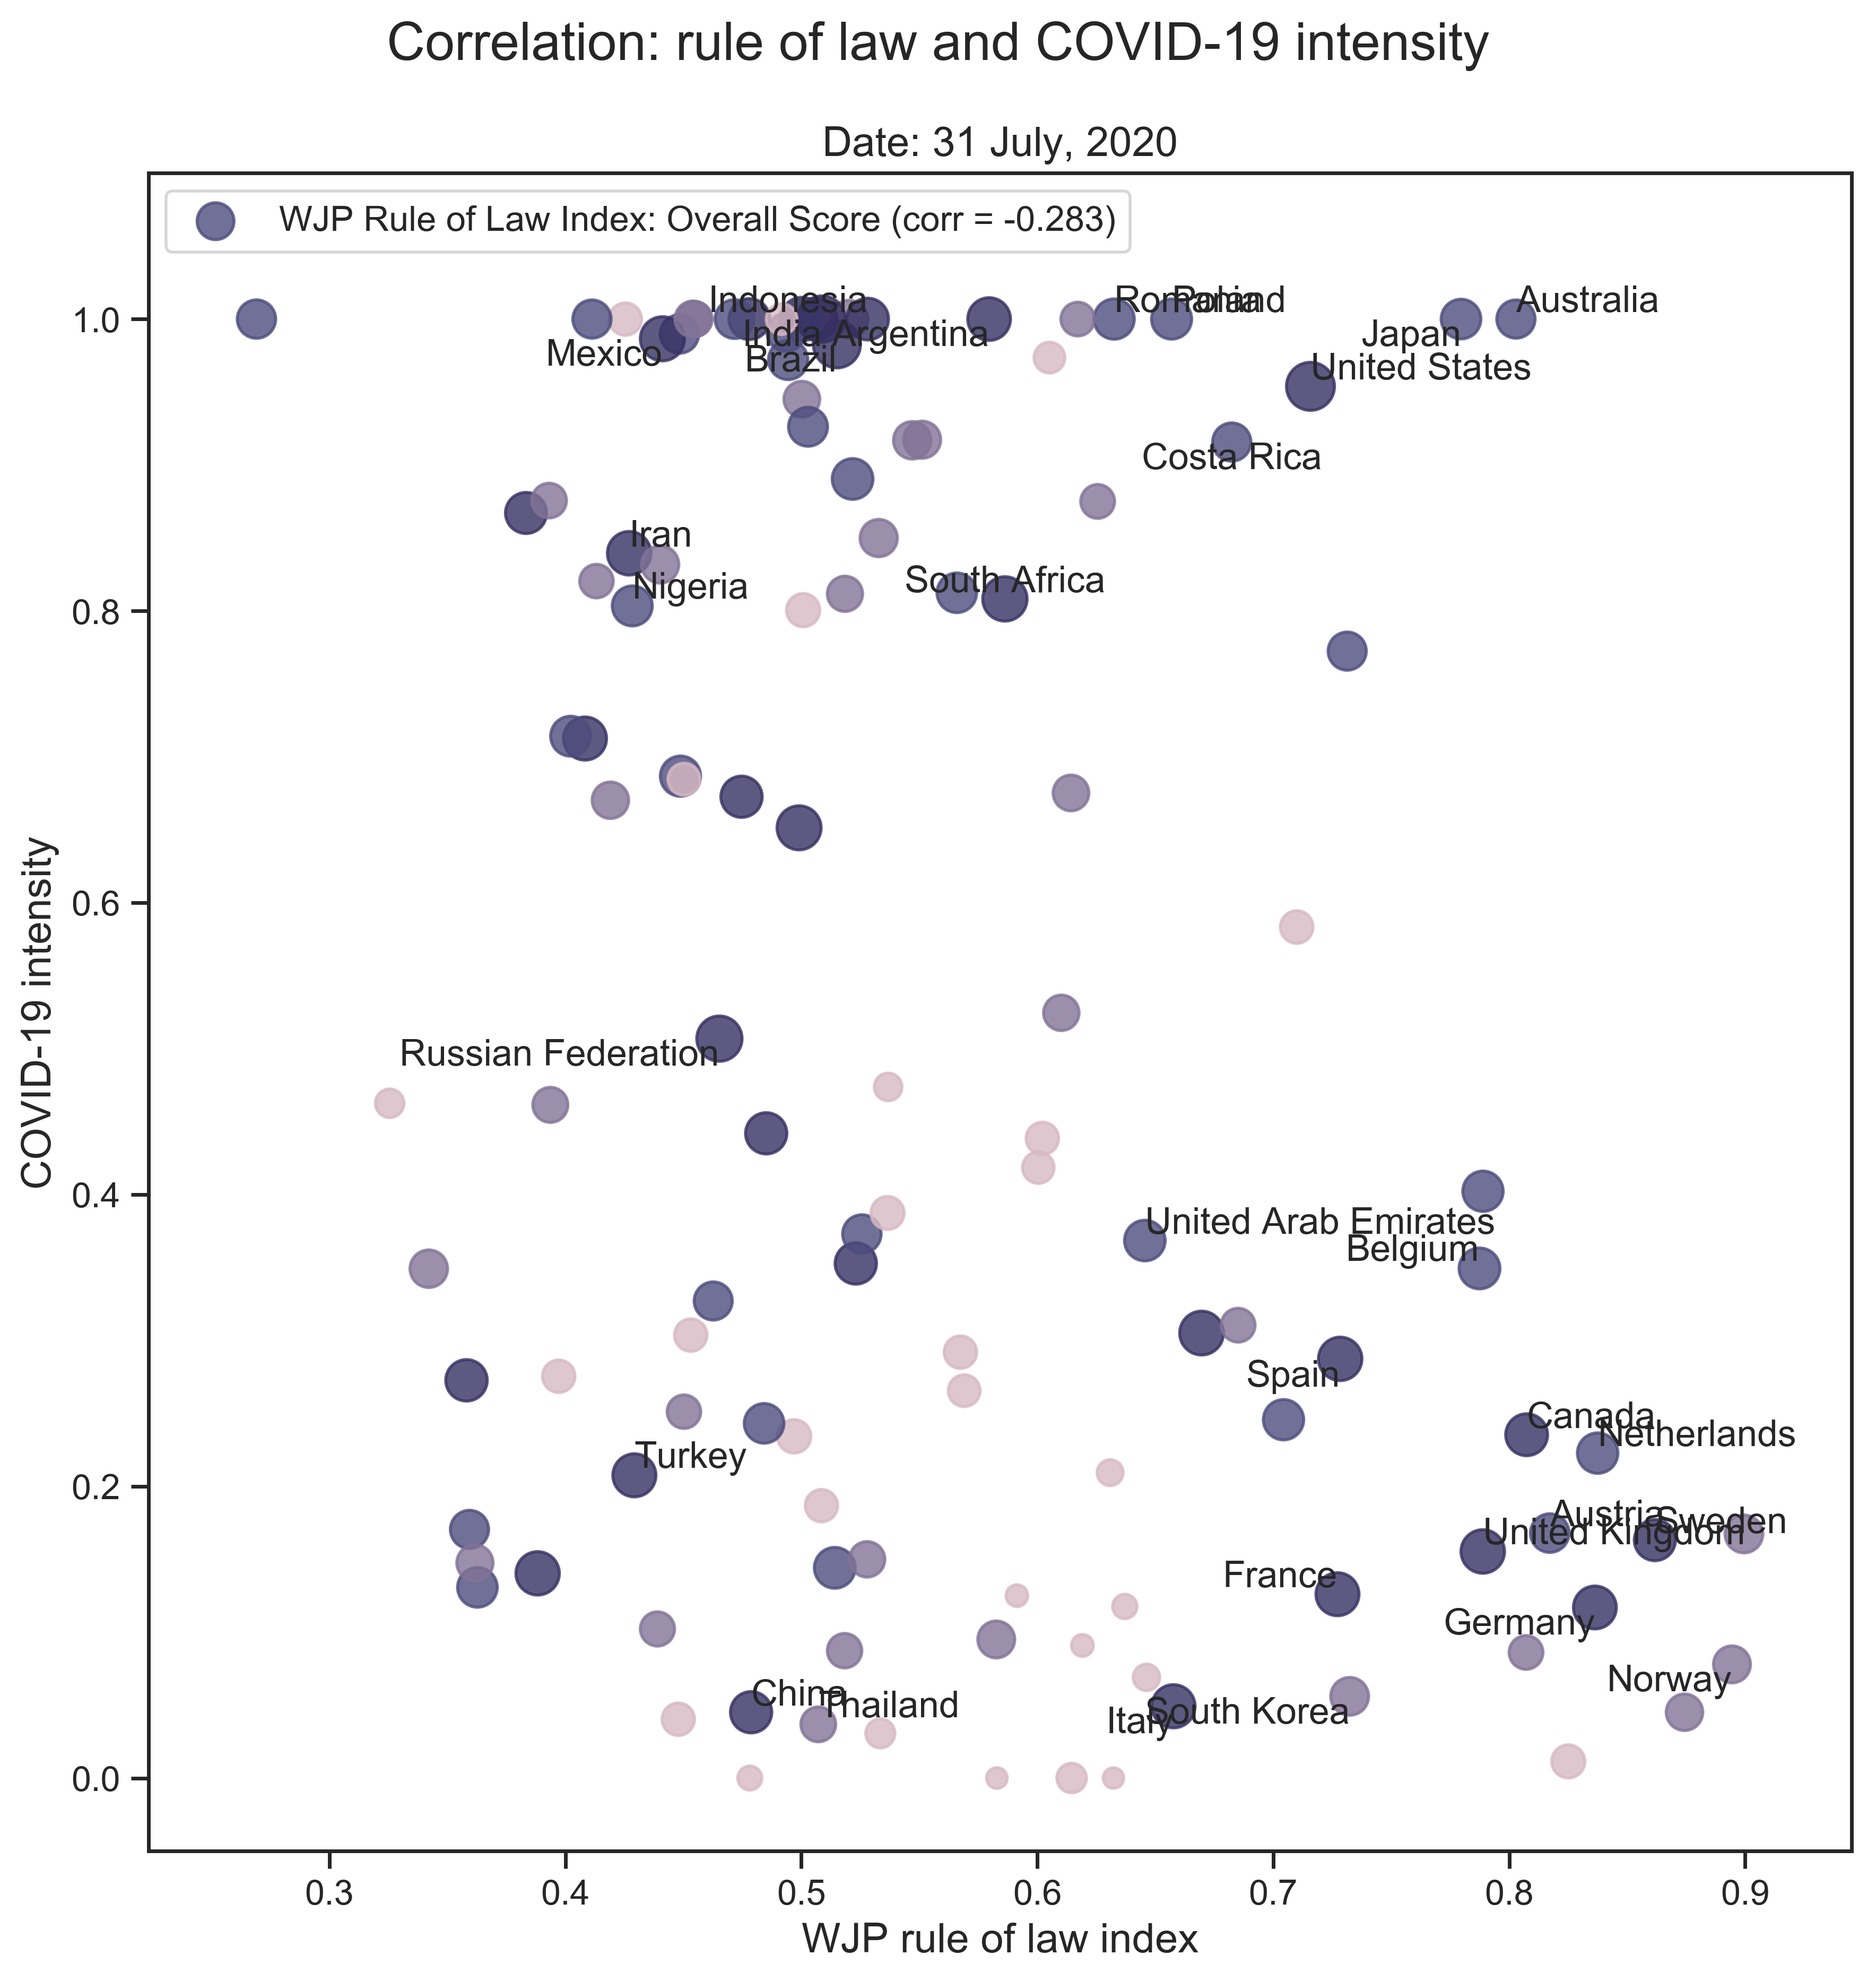 Correlation: rule of law and COVID-19 intensity
Date: 31 July, 2020
WJP Rule of Law Index: Overall Score (corr = -0.283)
1.0
0.8
0.6
0.4
0.2
0.0
COVID-19 intensity
Indonesia
Romania
Poland
Australia
India
Argentina
Japan
Mexico
Brazil
United States
Costa Rica
Iran
Nigeria
South Africa
Russian Federation
United Arab Emirates
Belgium
Spain
Canada
Netherlands
Turkey
Austria
Sweden
United Kingdom
France
Germany
Norway
China
Thailand
Italy
South Korea
0.3
0.4
0.5
0.6
0.7
0.8
0.9
WJP rule of law index